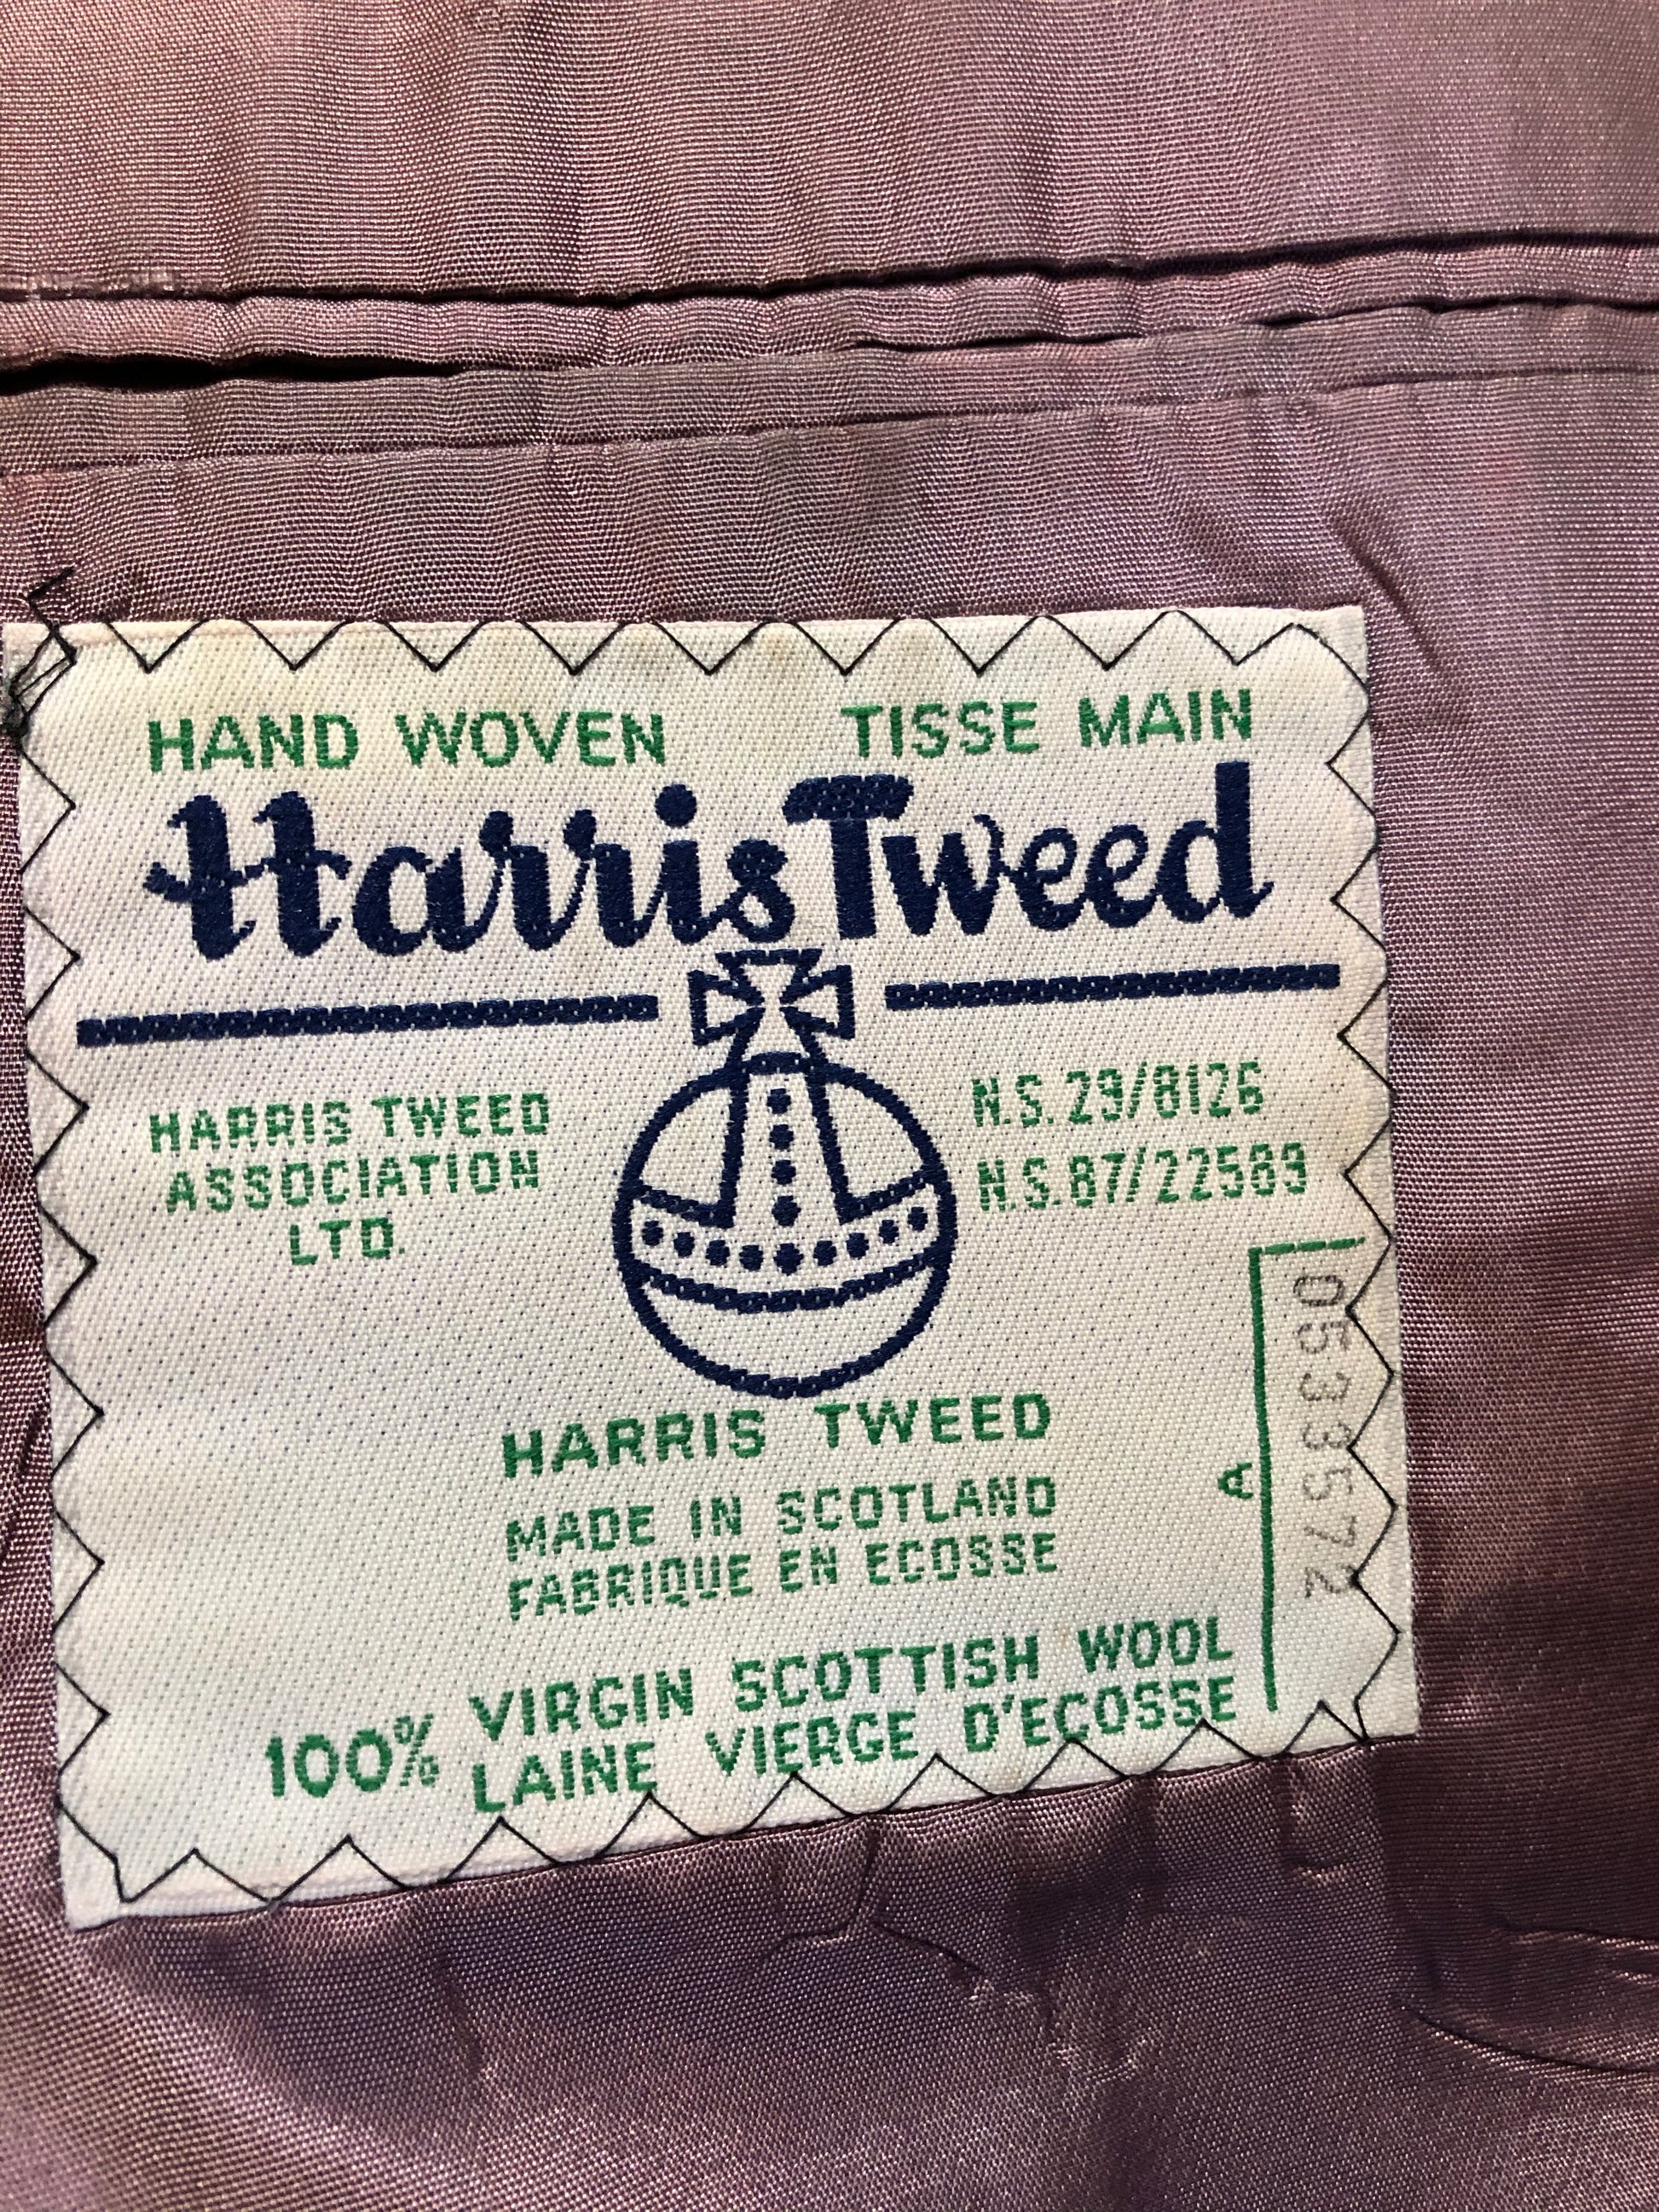 HAND WOVEN TISSE MAIN
Harris Tweed
HARRIS TWEED
ASSOCIATION
LTD.
N.S. 29/8126
N.S. 87/22589
0533572
A
HARRIS TWEED
MADE IN SCOTLAND
FABRIQUE EN ECOSSE
100% VIRGIN SCOTTISH WOOL
LAINE VIERGE D'ECOSSE